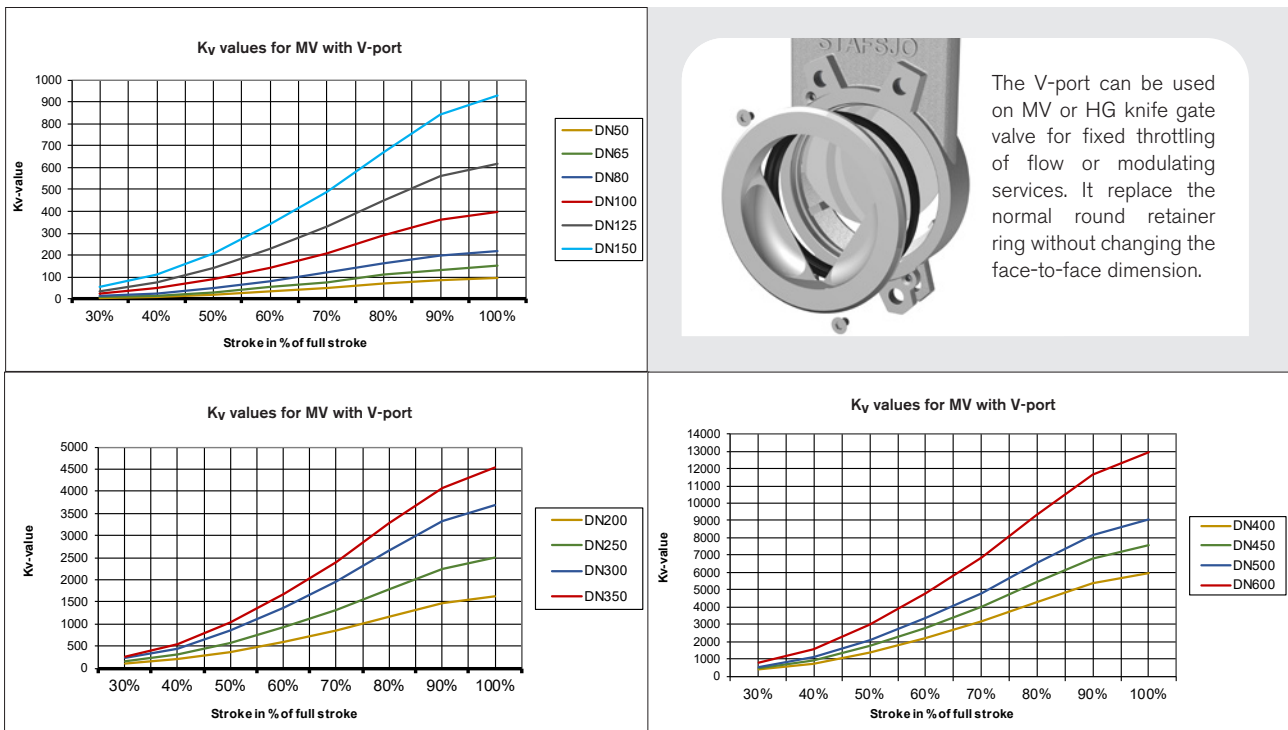 Kv values for MV with V-port
1000
900
800
700
600
500
400
300
200
100
0
Kv-value
30% 40% 50% 60% 70% 80% 90% 100%
Stroke in % of full stroke
DN50
DN65
DN80
DN100
DN125
DN150
STAFSJO
The V-port can be used
on MV or HG knife gate
valve for fixed throttling
of flow or modulating
services. It replace the
normal round retainer
ring without changing the
face-to-face dimension.
Kv values for MV with V-port
5000
4500
4000
3500
3000
2500
2000
1500
1000
500
0
Kv-value
30% 40% 50% 60% 70% 80% 90% 100%
Stroke in % of full stroke
DN200
DN250
DN300
DN350
Kv values for MV with V-port
14000
13000
12000
11000
10000
9000
8000
7000
6000
5000
4000
3000
2000
1000
0
Kv-value
30% 40% 50% 60% 70% 80% 90% 100%
Stroke in % of full stroke
DN400
DN450
DN500
DN600